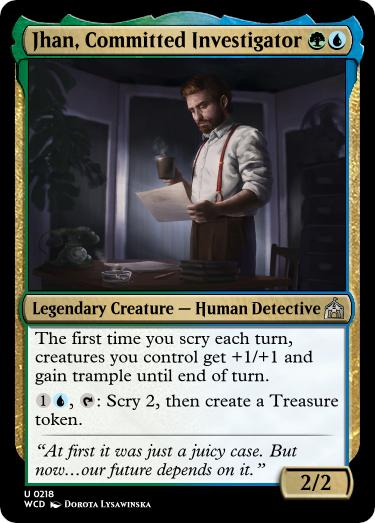 Jhan, Committed Investigator
Legendary Creature — Human Detective
The first time you scry each turn,
creatures you control get +1/+1 and
gain trample until end of turn.
1, : Scry 2, then create a Treasure
token.
“At first it was just a juicy case. But
now…our future depends on it.”
2/2
U 0218
WCD Dorota Lysawinska